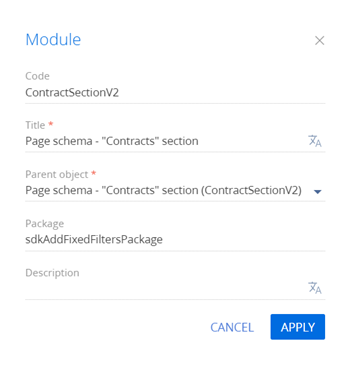 Module
Code
ContractSectionV2
Title *
Page schema - "Contracts" section
Parent object *
Page schema - "Contracts" section (ContractSectionV2)
Package
sdkAddFixedFiltersPackage
Description
CANCEL APPLY